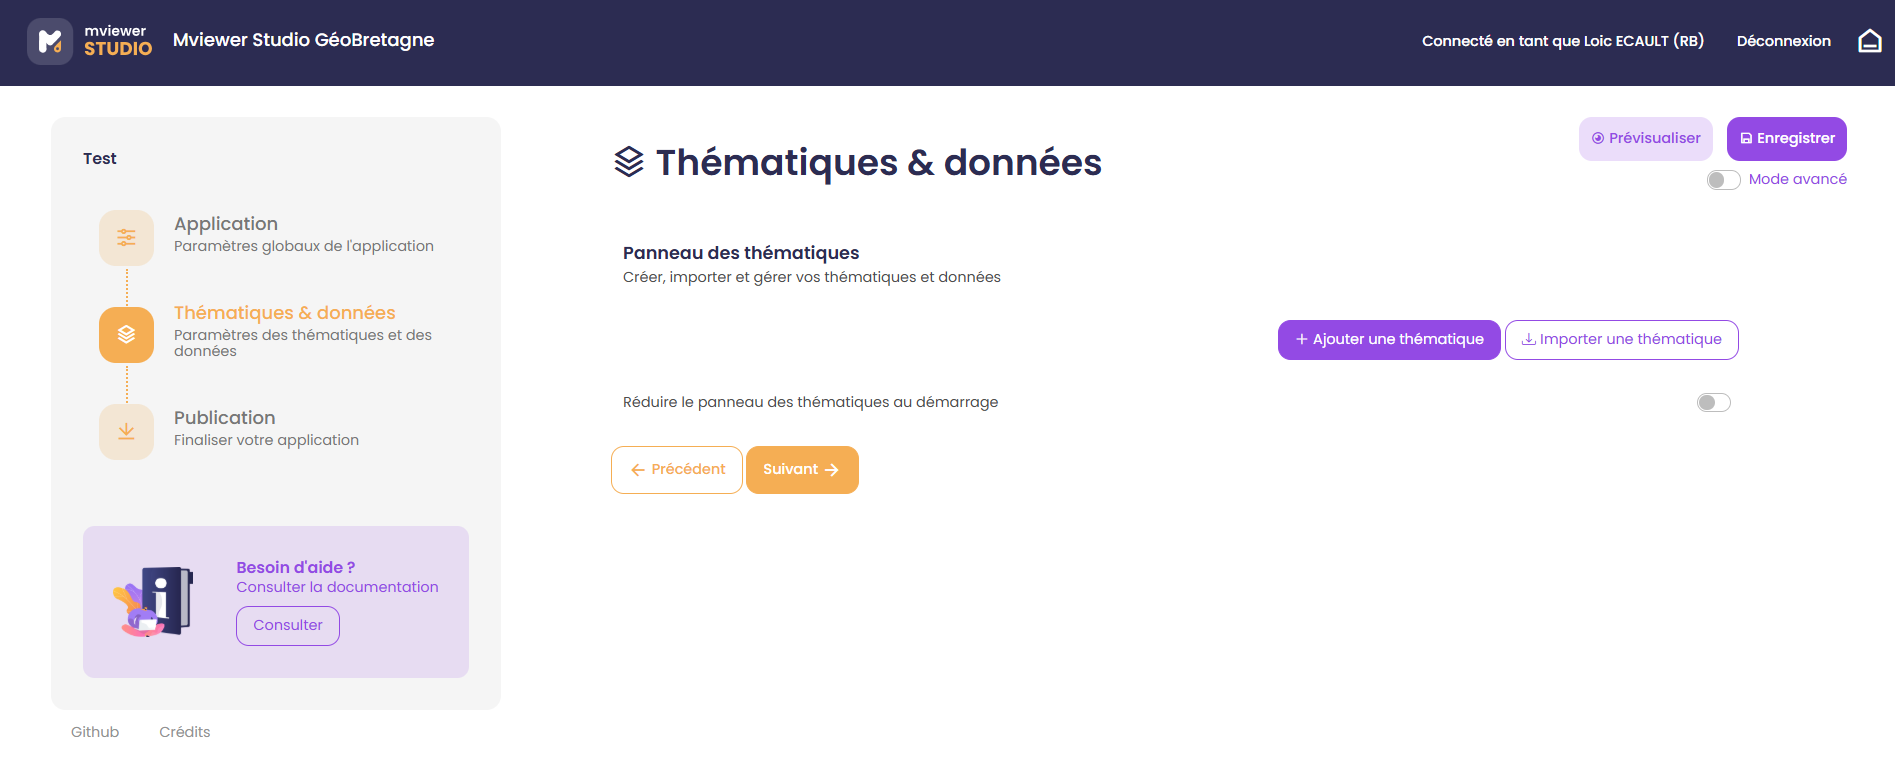 mviewer
STUDIO
Mviewer Studio GéoBretagne
Connecté en tant que Loic ECAULT (RB)
Déconnexion
Test
Application
Paramètres globaux de l'application
Thématiques & données
Paramètres des thématiques et des
données
Publication
Finaliser votre application
Besoin d'aide ?
Consulter la documentation
Consulter
Github
Crédits
Thématiques & données
Prévisualiser
Enregistrer
Mode avancé
Panneau des thématiques
Créer, importer et gérer vos thématiques et données
+ Ajouter une thématique
Importer une thématique
Réduire le panneau des thématiques au démarrage
← Précédent
Suivant →